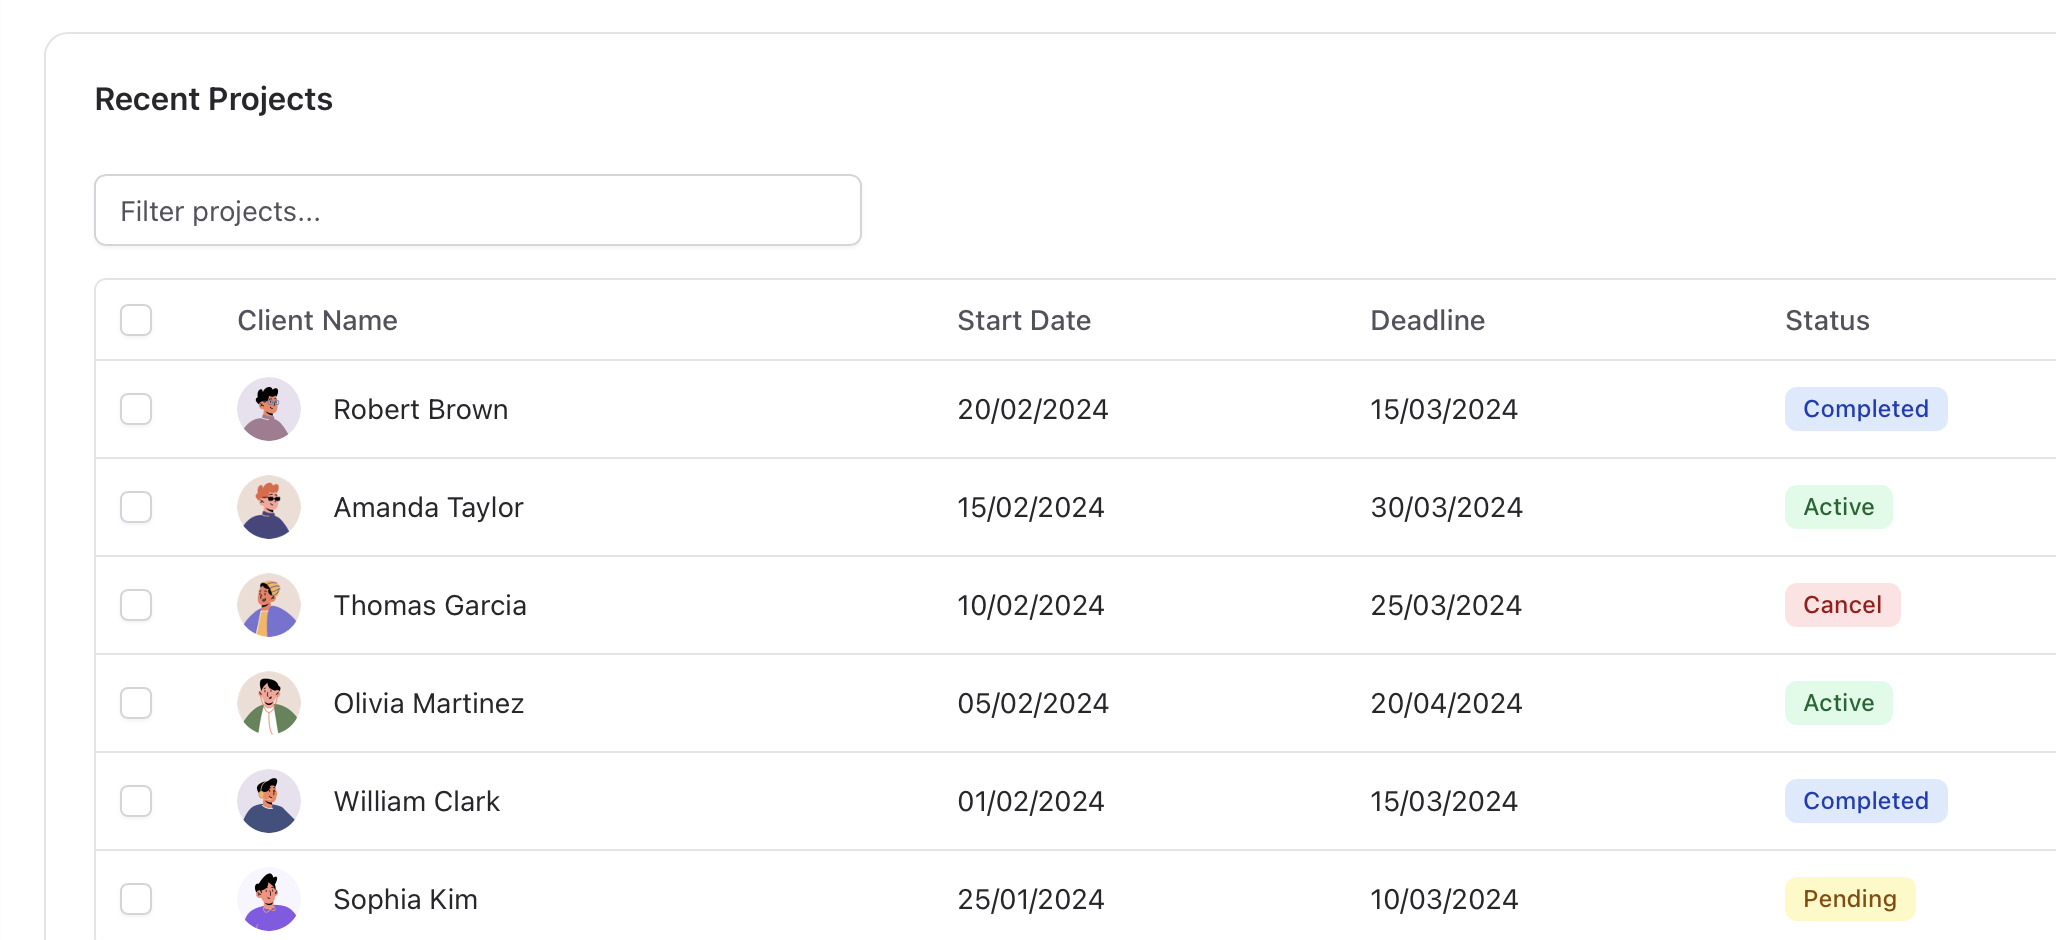 Recent Projects
Filter projects...
Client Name Start Date Deadline Status
Robert Brown 20/02/2024 15/03/2024 Completed
Amanda Taylor 15/02/2024 30/03/2024 Active
Thomas Garcia 10/02/2024 25/03/2024 Cancel
Olivia Martinez 05/02/2024 20/04/2024 Active
William Clark 01/02/2024 15/03/2024 Completed
Sophia Kim 25/01/2024 10/03/2024 Pending